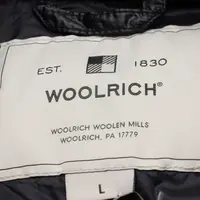 EST. 1830
WOOLRICH®
WOOLRICH WOOLEN MILLS
WOOLRICH, PA 17779
L